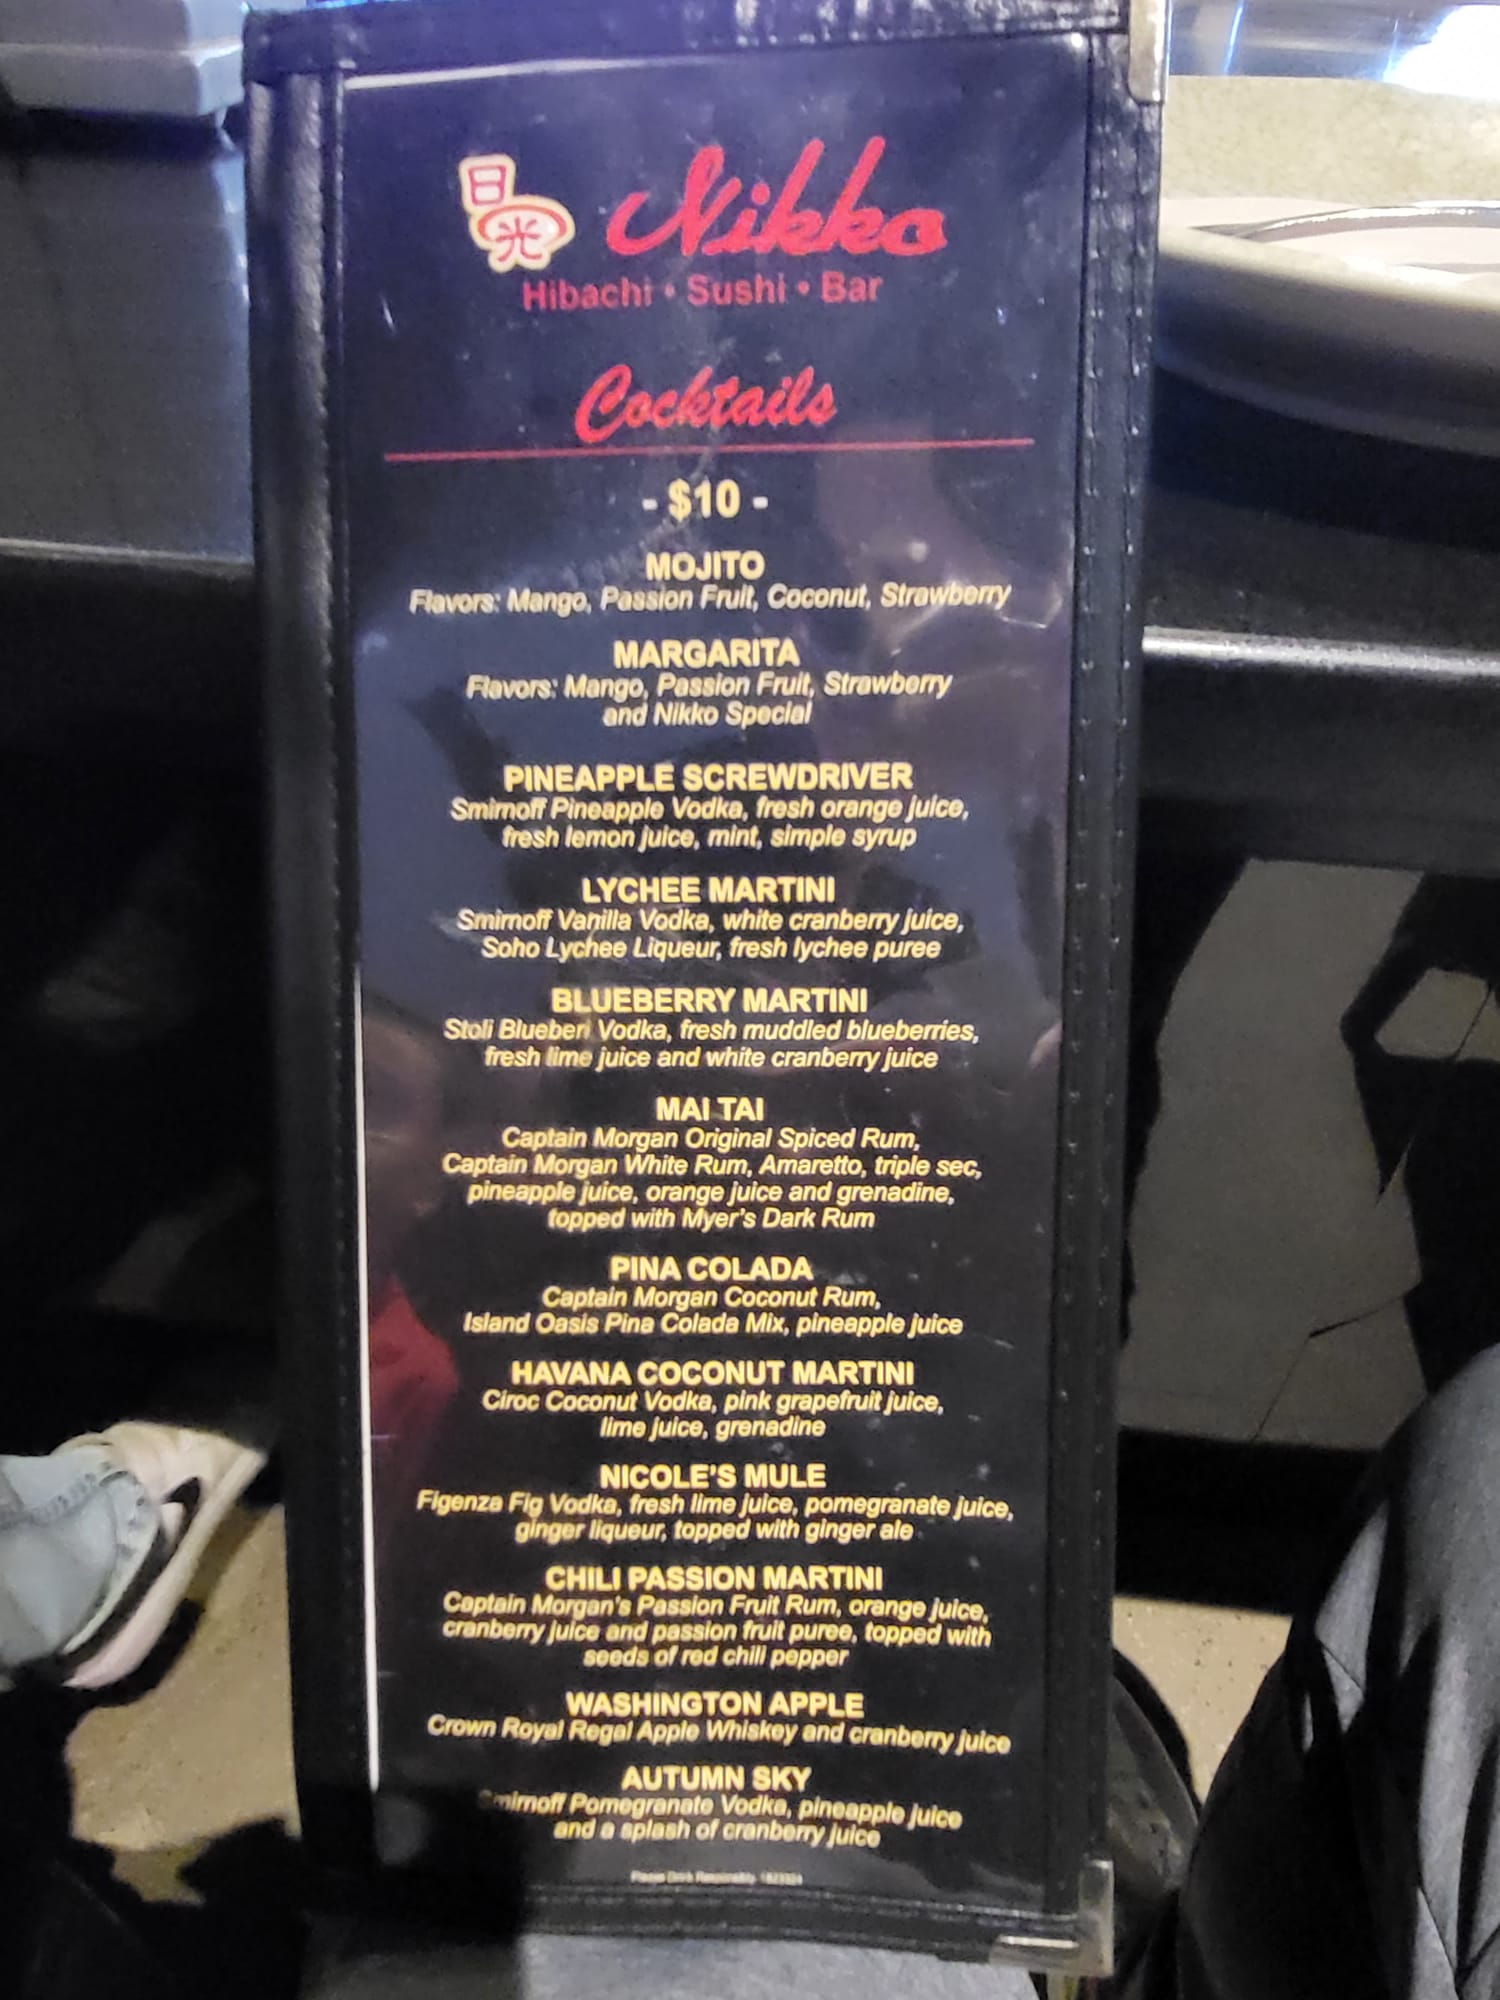 日
光
Nikko
Hibachi • Sushi • Bar
Cocktails
- $10 -
MOJITO
Flavors: Mango, Passion Fruit, Coconut, Strawberry
MARGARITA
Flavors: Mango, Passion Fruit, Strawberry
and Nikko Special
PINEAPPLE SCREWDRIVER
Smirnoff Pineapple Vodka, fresh orange juice,
fresh lemon juice, mint, simple syrup
LYCHEE MARTINI
Smirnoff Vanilla Vodka, white cranberry juice,
Soho Lychee Liqueur, fresh lychee puree
BLUEBERRY MARTINI
Stoli Blueberi Vodka, fresh muddled blueberries,
fresh lime juice and white cranberry juice
MAI TAI
Captain Morgan Original Spiced Rum,
Captain Morgan White Rum, Amaretto, triple sec,
pineapple juice, orange juice and grenadine,
topped with Myer's Dark Rum
PINA COLADA
Captain Morgan Coconut Rum,
Island Oasis Pina Colada Mix, pineapple juice
HAVANA COCONUT MARTINI
Ciroc Coconut Vodka, pink grapefruit juice,
lime juice, grenadine
NICOLE'S MULE
Figenza Fig Vodka, fresh lime juice, pomegranate juice,
ginger liqueur, topped with ginger ale
CHILI PASSION MARTINI
Captain Morgan's Passion Fruit Rum, orange juice,
cranberry juice and passion fruit puree, topped with
seeds of red chili pepper
WASHINGTON APPLE
Crown Royal Regal Apple Whiskey and cranberry juice
AUTUMN SKY
Smirnoff Pomegranate Vodka, pineapple juice
and a splash of cranberry juice
Please Drink Responsibly.